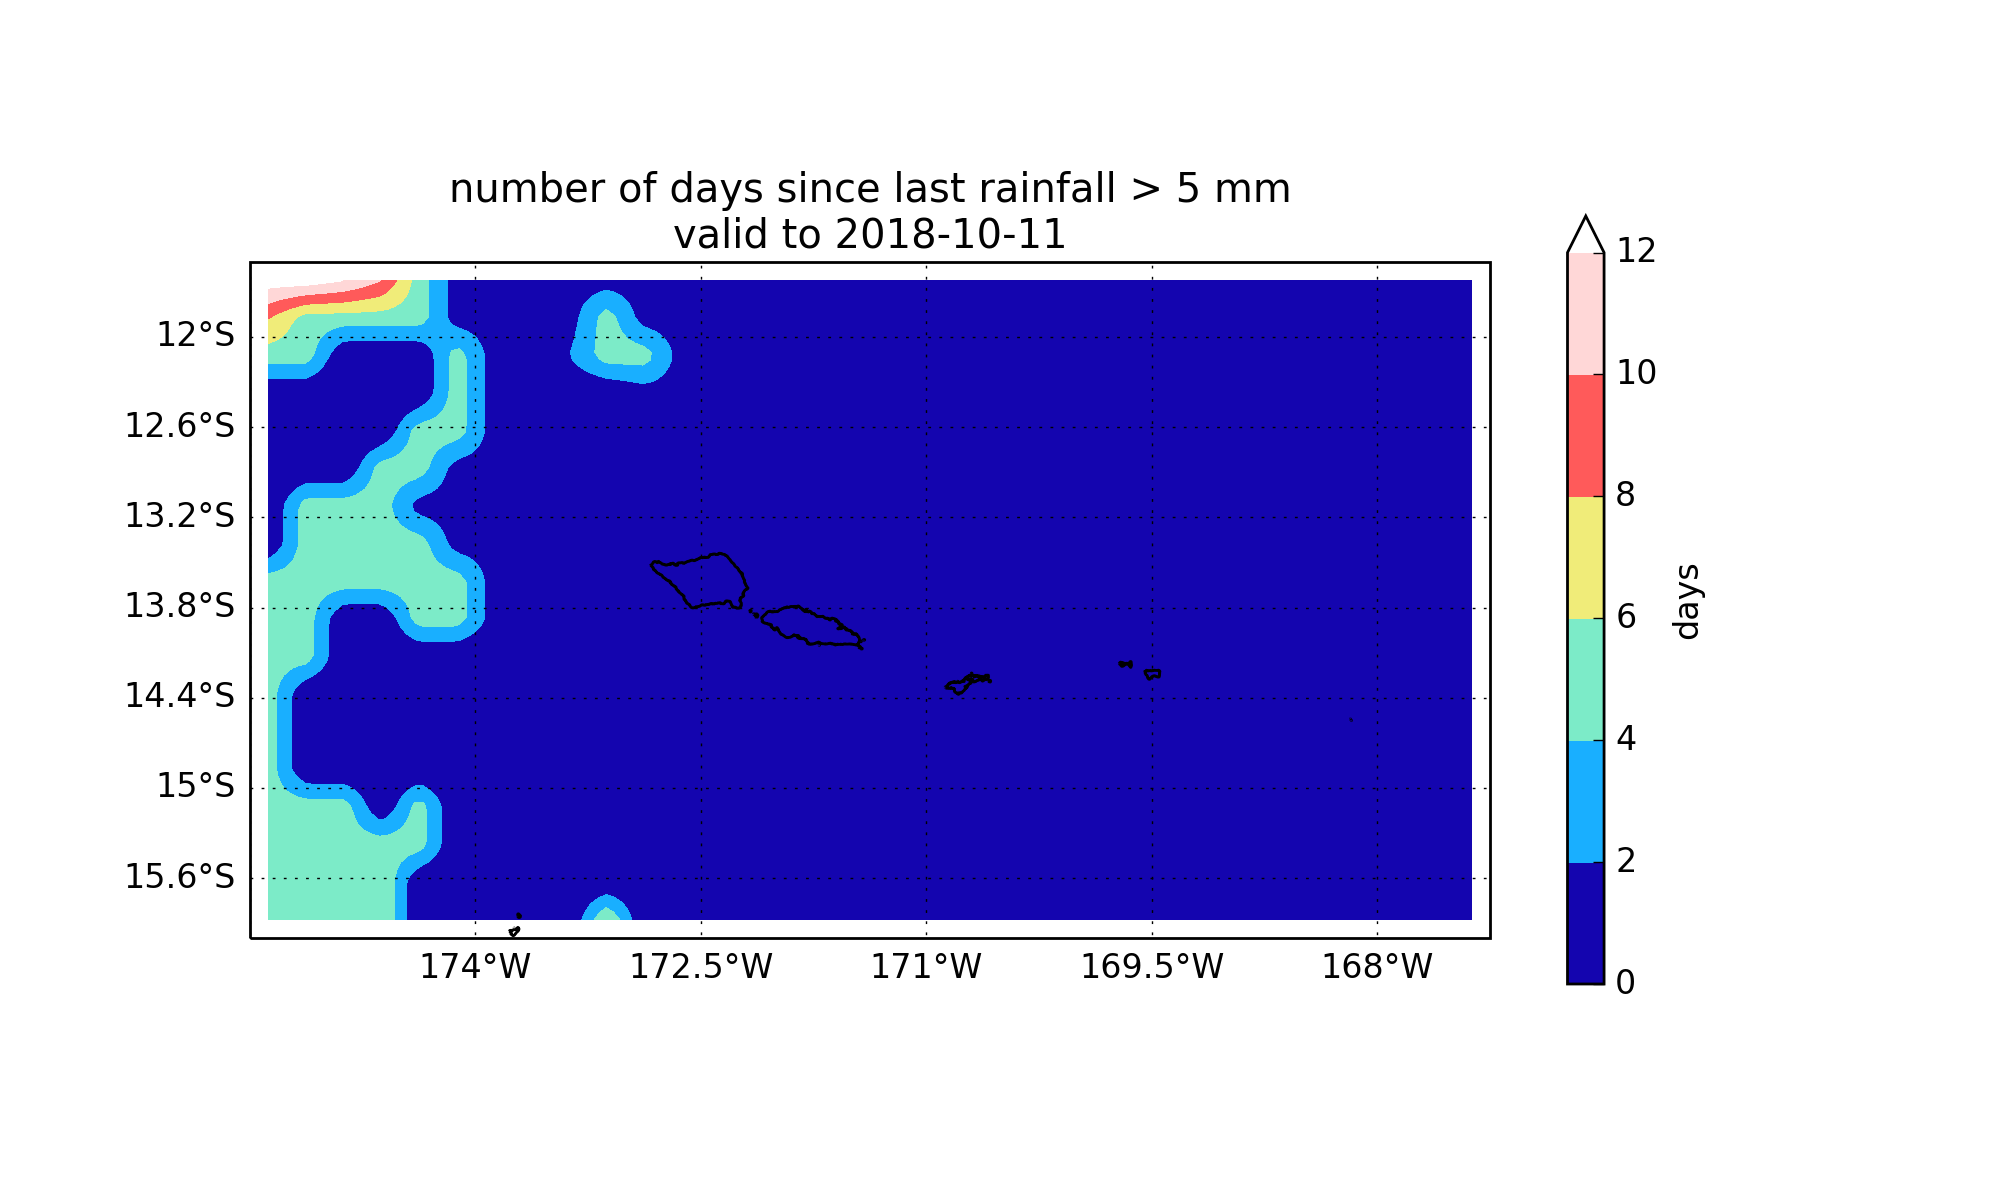 number of days since last rainfall > 5 mm
valid to 2018-10-11
12°S
12.6°S
13.2°S
13.8°S
14.4°S
15°S
15.6°S
174°W
172.5°W
171°W
169.5°W
168°W
12
10
8
6
4
2
0
days